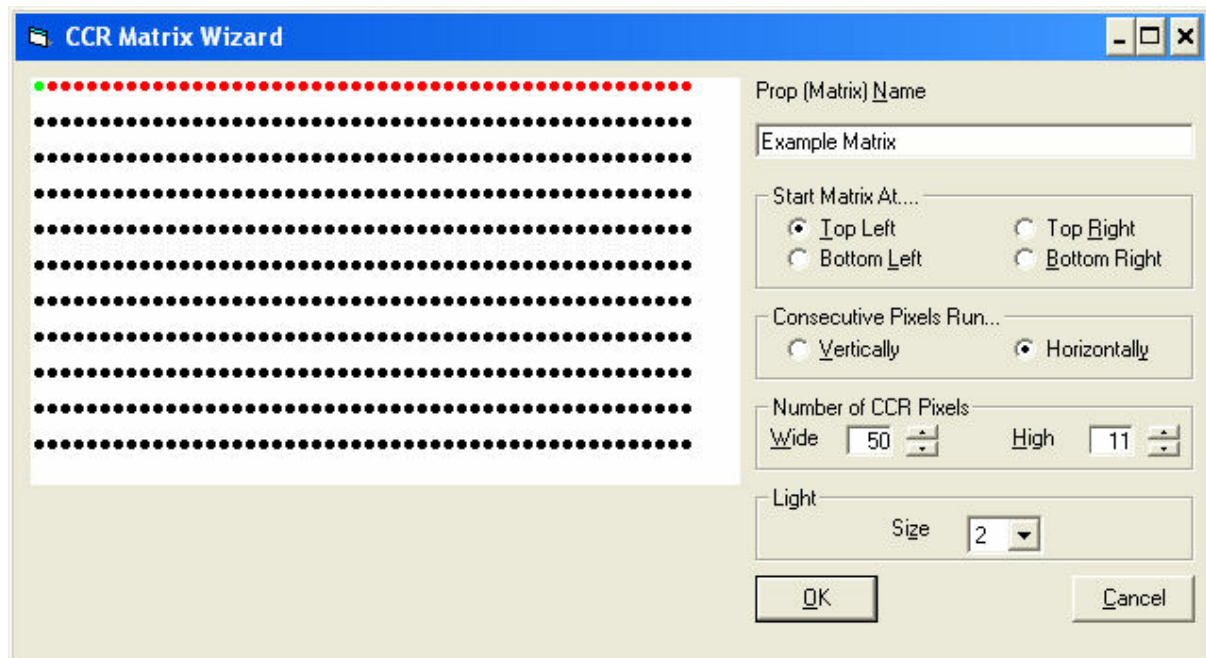 CCR Matrix Wizard
Prop (Matrix) Name
Example Matrix
Start Matrix At....
Top Left
Top Right
Bottom Left
Bottom Right
Consecutive Pixels Run...
Vertically
Horizontally
Number of CCR Pixels
Wide 50 High 11
Light
Size 2
OK Cancel